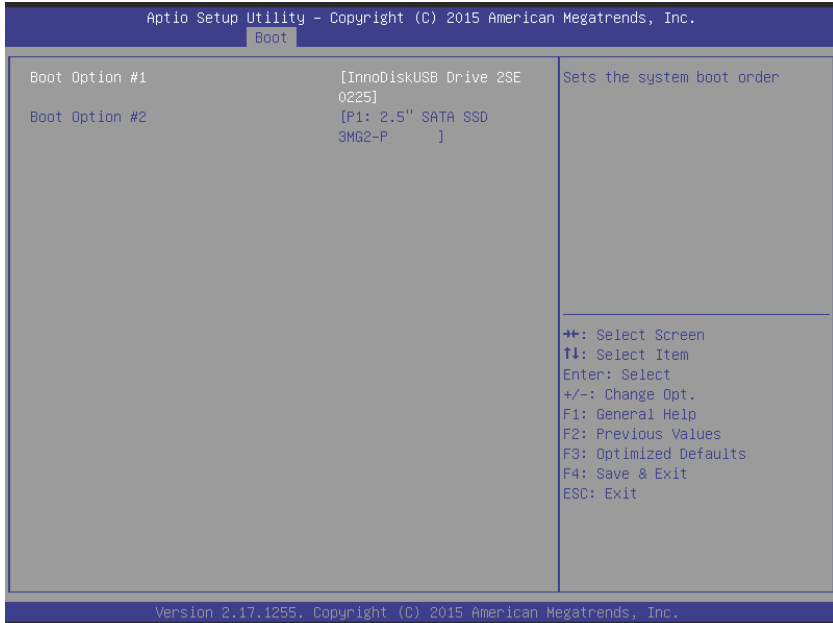 Aptio Setup Utility – Copyright (C) 2015 American Megatrends, Inc.
Boot
Boot Option #1 [InnoDiskUSB Drive 2SE
0225]
Boot Option #2 [P1: 2.5" SATA SSD
3MG2-P ]
Sets the system boot order
→←: Select Screen
↑↓: Select Item
Enter: Select
+/-: Change Opt.
F1: General Help
F2: Previous Values
F3: Optimized Defaults
F4: Save & Exit
ESC: Exit
Version 2.17.1255. Copyright (C) 2015 American Megatrends, Inc.